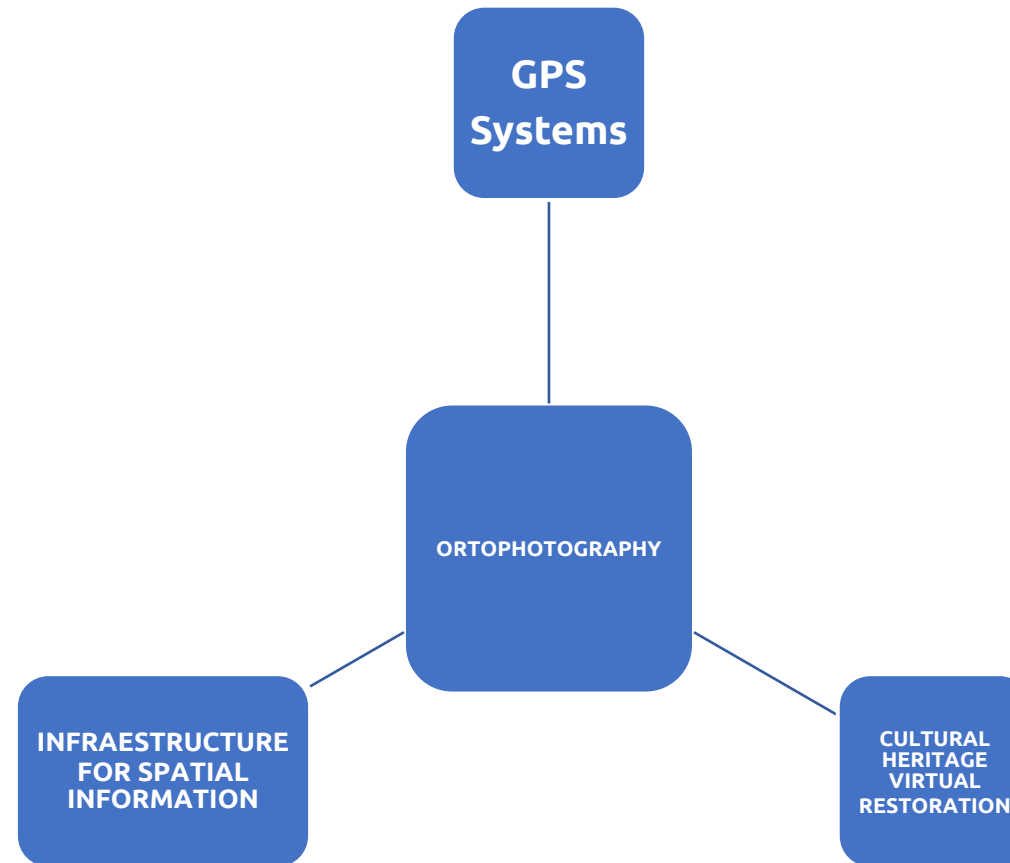 GPS
Systems
ORTOPHOTOGRAPHY
INFRAESTRUCTURE
FOR SPATIAL
INFORMATION
CULTURAL
HERITAGE
VIRTUAL
RESTORATION